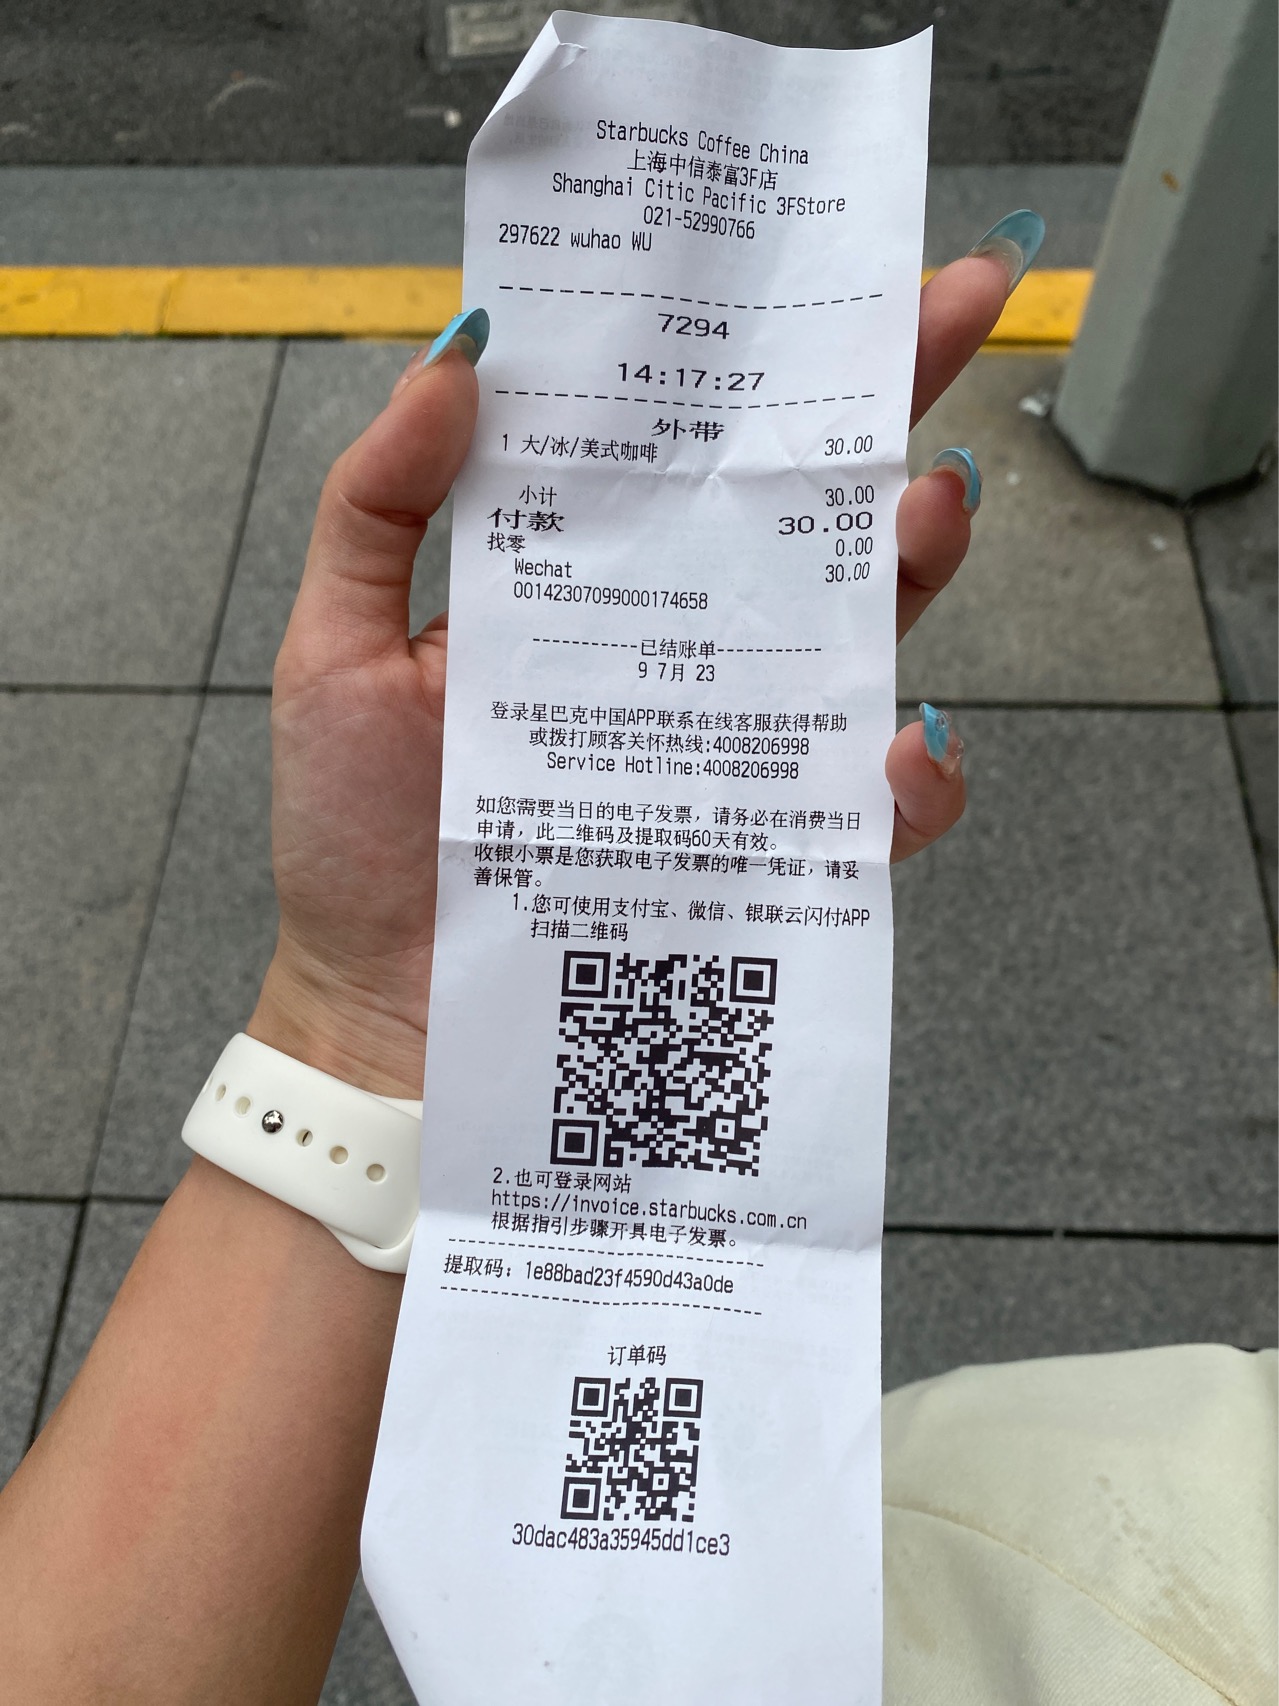 Starbucks Coffee China
上海中信泰富3F店
Shanghai Citic Pacific 3FStore
021-52990766
297622 wuhao WU
7294
14:17:27
外带
1 大/冰/美式咖啡 30.00
小计 30.00
付款 30.00
找零 0.00
Wechat 30.00
00142307099000174658
-----------已结账单-----------
9 7月 23
登录星巴克中国APP联系在线客服获得帮助
或拨打顾客关怀热线:4008206998
Service Hotline:4008206998
如您需要当日的电子发票，请务必在消费当日
申请，此二维码及提取码60天有效。
收银小票是您获取电子发票的唯一凭证，请妥
善保管。
1.您可使用支付宝、微信、银联云闪付APP
扫描二维码
2.也可登录网站
https://invoice.starbucks.com.cn
根据指引步骤开具电子发票。
提取码：1e88bad23f4590d43a0de
订单码
30dac483a35945dd1ce3